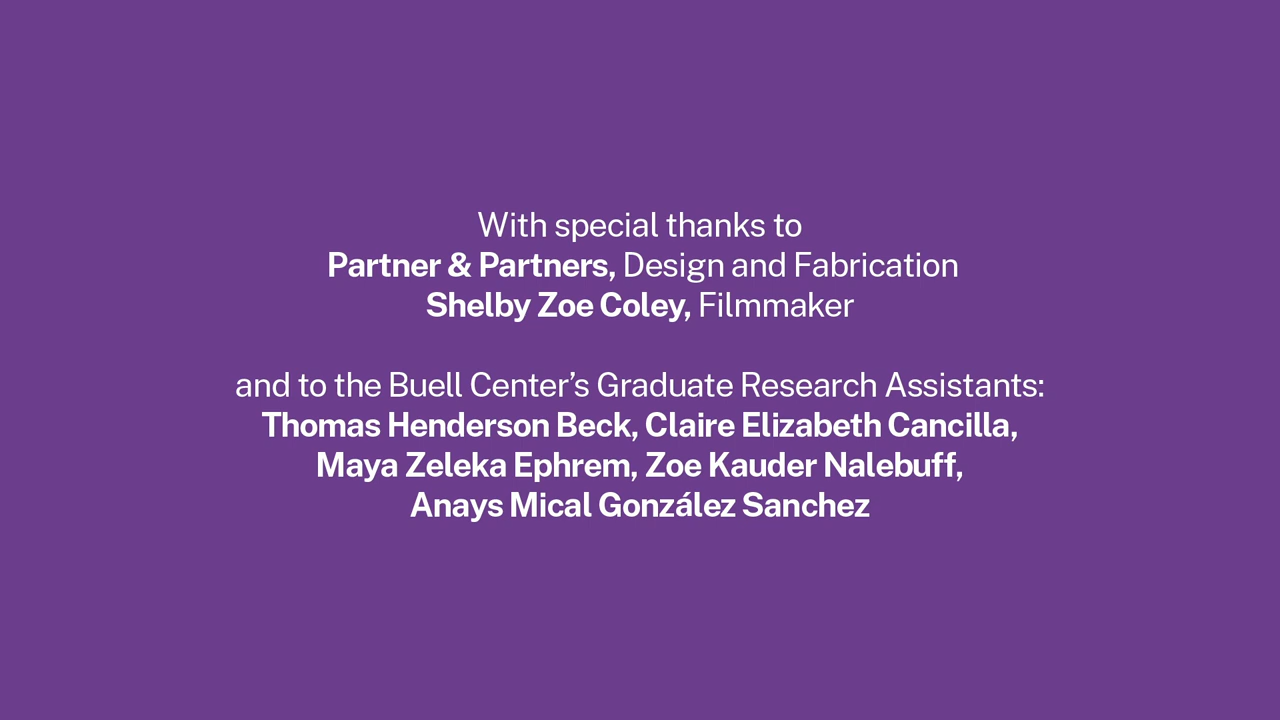 With special thanks to
Partner & Partners, Design and Fabrication
Shelby Zoe Coley, Filmmaker
and to the Buell Center’s Graduate Research Assistants:
Thomas Henderson Beck, Claire Elizabeth Cancilla,
Maya Zeleka Ephrem, Zoe Kauder Nalebuff,
Anays Mical González Sanchez